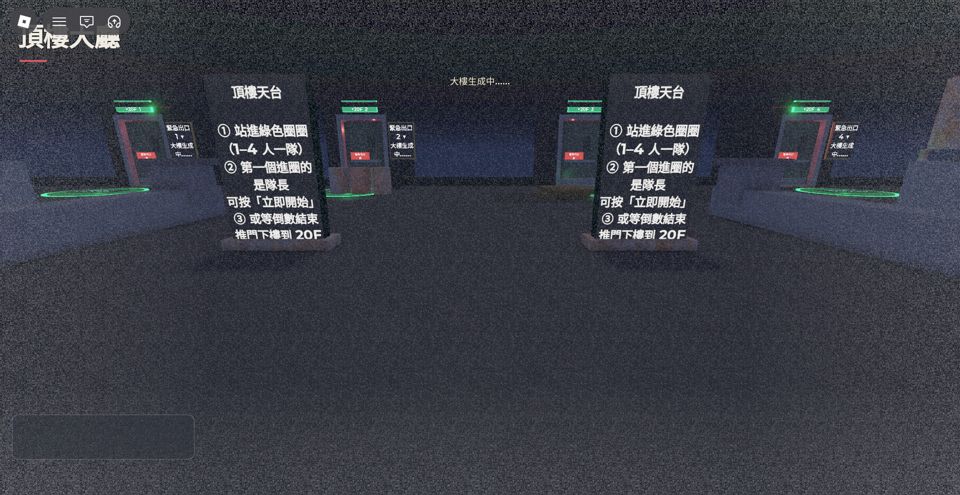 頂樓大廳
大樓生成中......
頂樓天台
① 站進綠色圈圈
（1–4 人一隊）
② 第一個進圈的
是隊長
可按「立即開始」
③ 或等倒數結束
推門下樓到 20F
頂樓天台
① 站進綠色圈圈
（1–4 人一隊）
② 第一個進圈的
是隊長
可按「立即開始」
③ 或等倒數結束
推門下樓到 20F
緊急出口
1
大樓生成
中......
緊急出口
2
大樓生成
中......
緊急出口
4
大樓生成
中......